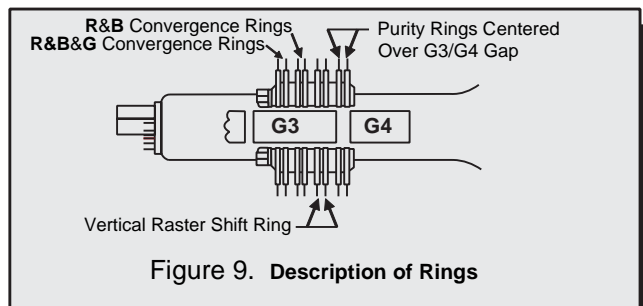 R&B Convergence Rings
R&B&G Convergence Rings
Purity Rings Centered
Over G3/G4 Gap
G3
G4
Vertical Raster Shift Ring
Figure 9. Description of Rings